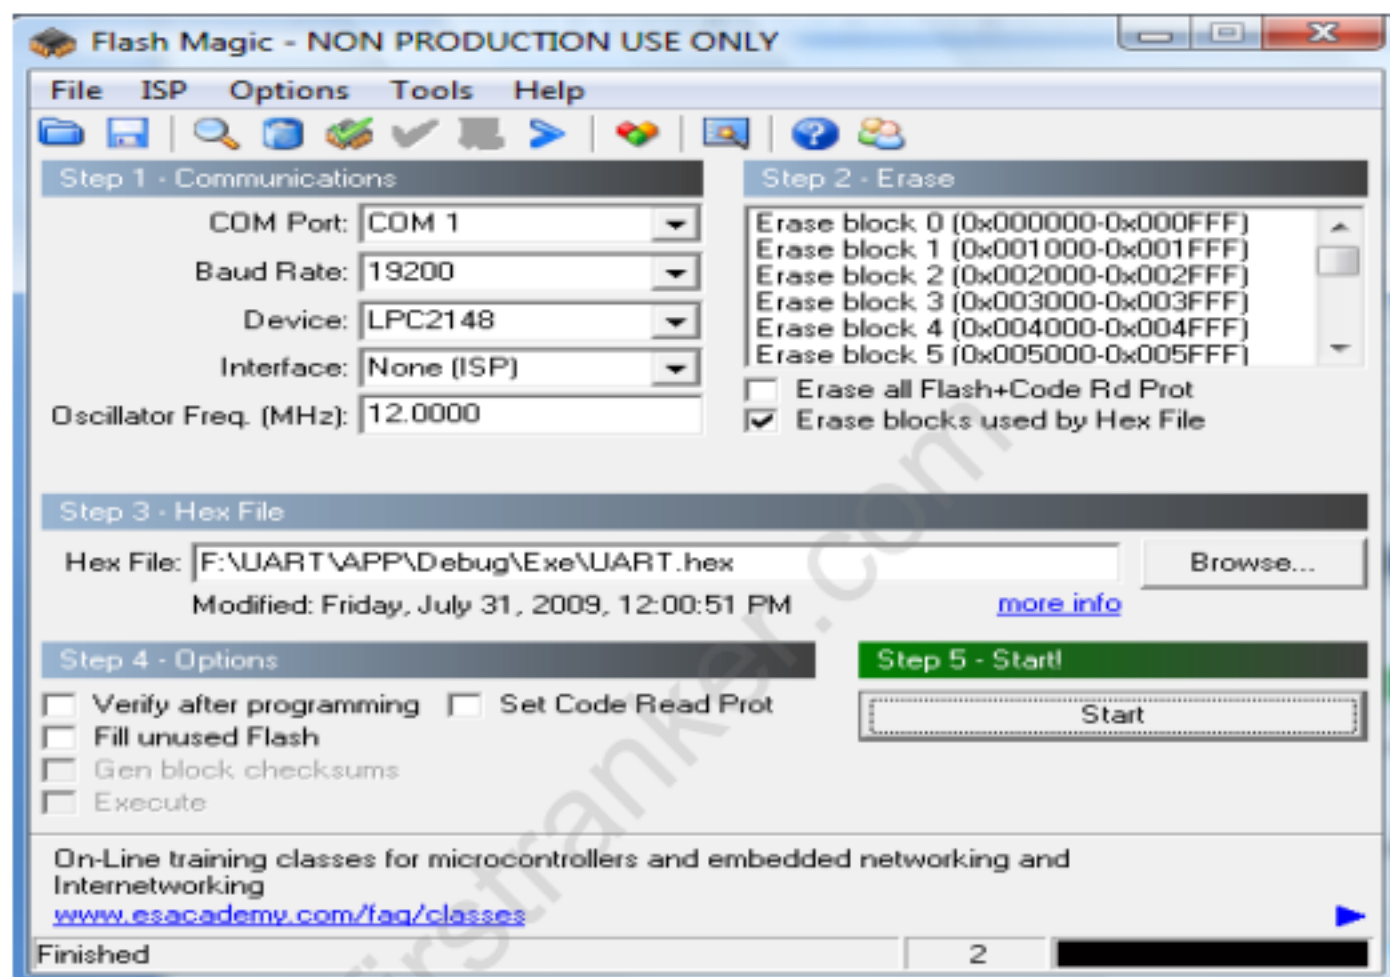 Flash Magic - NON PRODUCTION USE ONLY
File ISP Options Tools Help
Step 1 - Communications
COM Port: COM 1
Baud Rate: 19200
Device: LPC2148
Interface: None (ISP)
Oscillator Freq. (MHz): 12.0000
Step 2 - Erase
Erase block 0 (0x000000-0x000FFF)
Erase block 1 (0x001000-0x001FFF)
Erase block 2 (0x002000-0x002FFF)
Erase block 3 (0x003000-0x003FFF)
Erase block 4 (0x004000-0x004FFF)
Erase block 5 (0x005000-0x005FFF)
Erase all Flash+Code Rd Prot
Erase blocks used by Hex File
Step 3 - Hex File
Hex File: F:\UART\APP\Debug\Exe\UART.hex
Browse...
Modified: Friday, July 31, 2009, 12:00:51 PM
more info
Step 4 - Options
Verify after programming
Set Code Read Prot
Fill unused Flash
Gen block checksums
Execute
Step 5 - Start!
Start
On-Line training classes for microcontrollers and embedded networking and
Internetworking
www.esacademy.com/faq/classes
Finished
2
firstranker.com